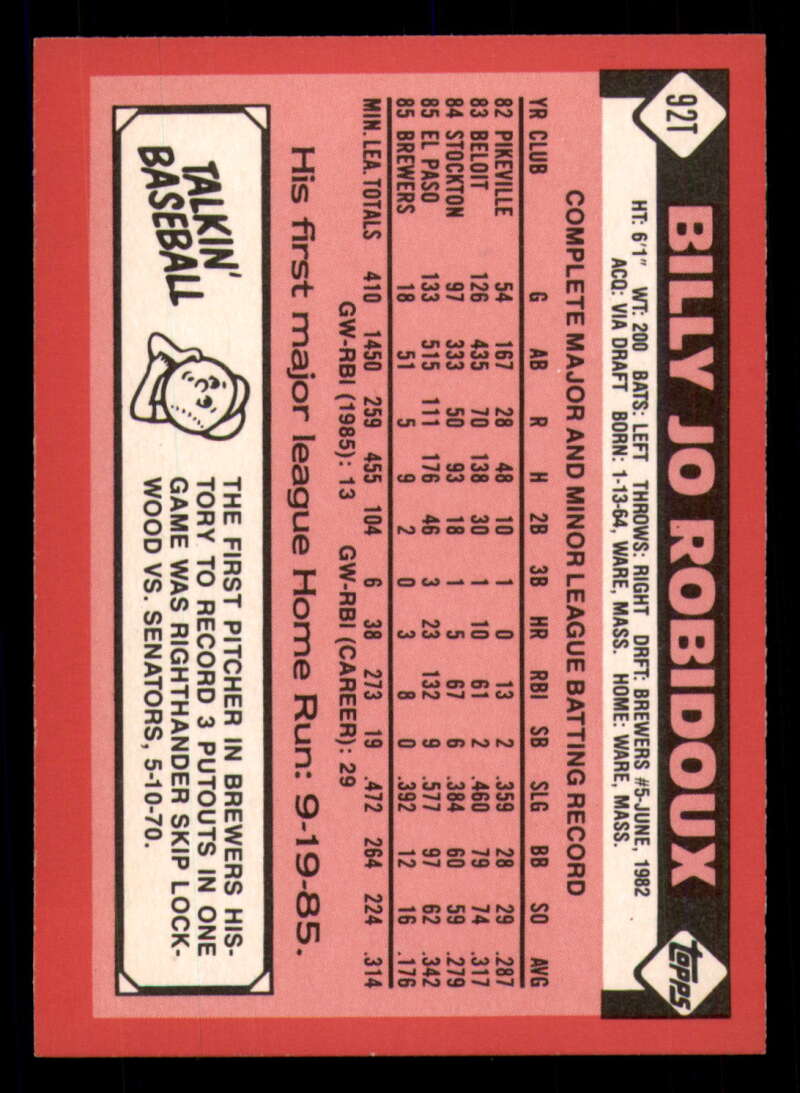 92T
BILLY JO ROBIDOUX
topps
HT: 6'1" WT: 200 BATS: LEFT THROWS: RIGHT DRFT: BREWERS #5-JUNE, 1982
ACQ: VIA DRAFT BORN: 1-13-64, WARE, MASS. HOME: WARE, MASS.
COMPLETE MAJOR AND MINOR LEAGUE BATTING RECORD
YR CLUB G AB R H 2B 3B HR RBI SB SLG BB SO AVG
82 PIKEVILLE 54 167 28 48 10 1 0 13 2 .359 28 29 .287
83 BELOIT 126 435 70 138 30 1 10 61 2 .460 79 74 .317
84 STOCKTON 97 333 50 93 18 1 5 67 6 .384 60 59 .279
85 EL PASO 133 515 111 176 46 3 23 132 9 .577 97 62 .342
85 BREWERS 18 51 5 9 2 0 3 8 0 .392 12 16 .176
MIN. LEA. TOTALS 410 1450 259 455 104 6 38 273 19 .472 264 224 .314
GW-RBI (1985): 13 GW-RBI (CAREER): 29
His first major league Home Run: 9-19-85.
TALKIN'
BASEBALL
THE FIRST PITCHER IN BREWERS HIS-
TORY TO RECORD 3 PUTOUTS IN ONE
GAME WAS RIGHTHANDER SKIP LOCK-
WOOD VS. SENATORS, 5-10-70.